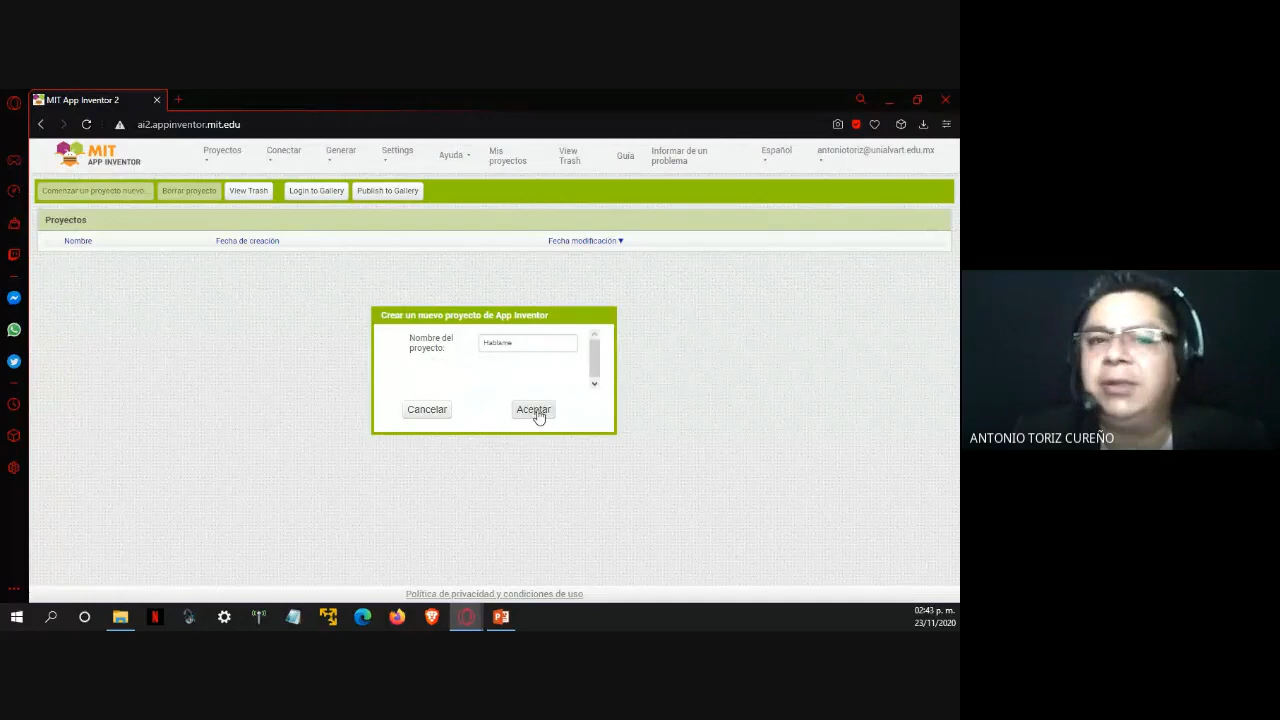 MIT App Inventor 2
ai2.appinventor.mit.edu
MIT
APP INVENTOR
Proyectos
Conectar
Generar
Settings
Ayuda
Mis
proyectos
View
Trash
Guía
Informar de un
problema
Español
antoniotoriz@unialvart.edu.mx
Comenzar un proyecto nuevo...
Borrar proyecto
View Trash
Login to Gallery
Publish to Gallery
Proyectos
Nombre
Fecha de creación
Fecha modificación ▼
Crear un nuevo proyecto de App Inventor
Nombre del
proyecto:
Hablame
Cancelar
Aceptar
ANTONIO TORIZ CUREÑO
Política de privacidad y condiciones de uso
02:43 p. m.
23/11/2020